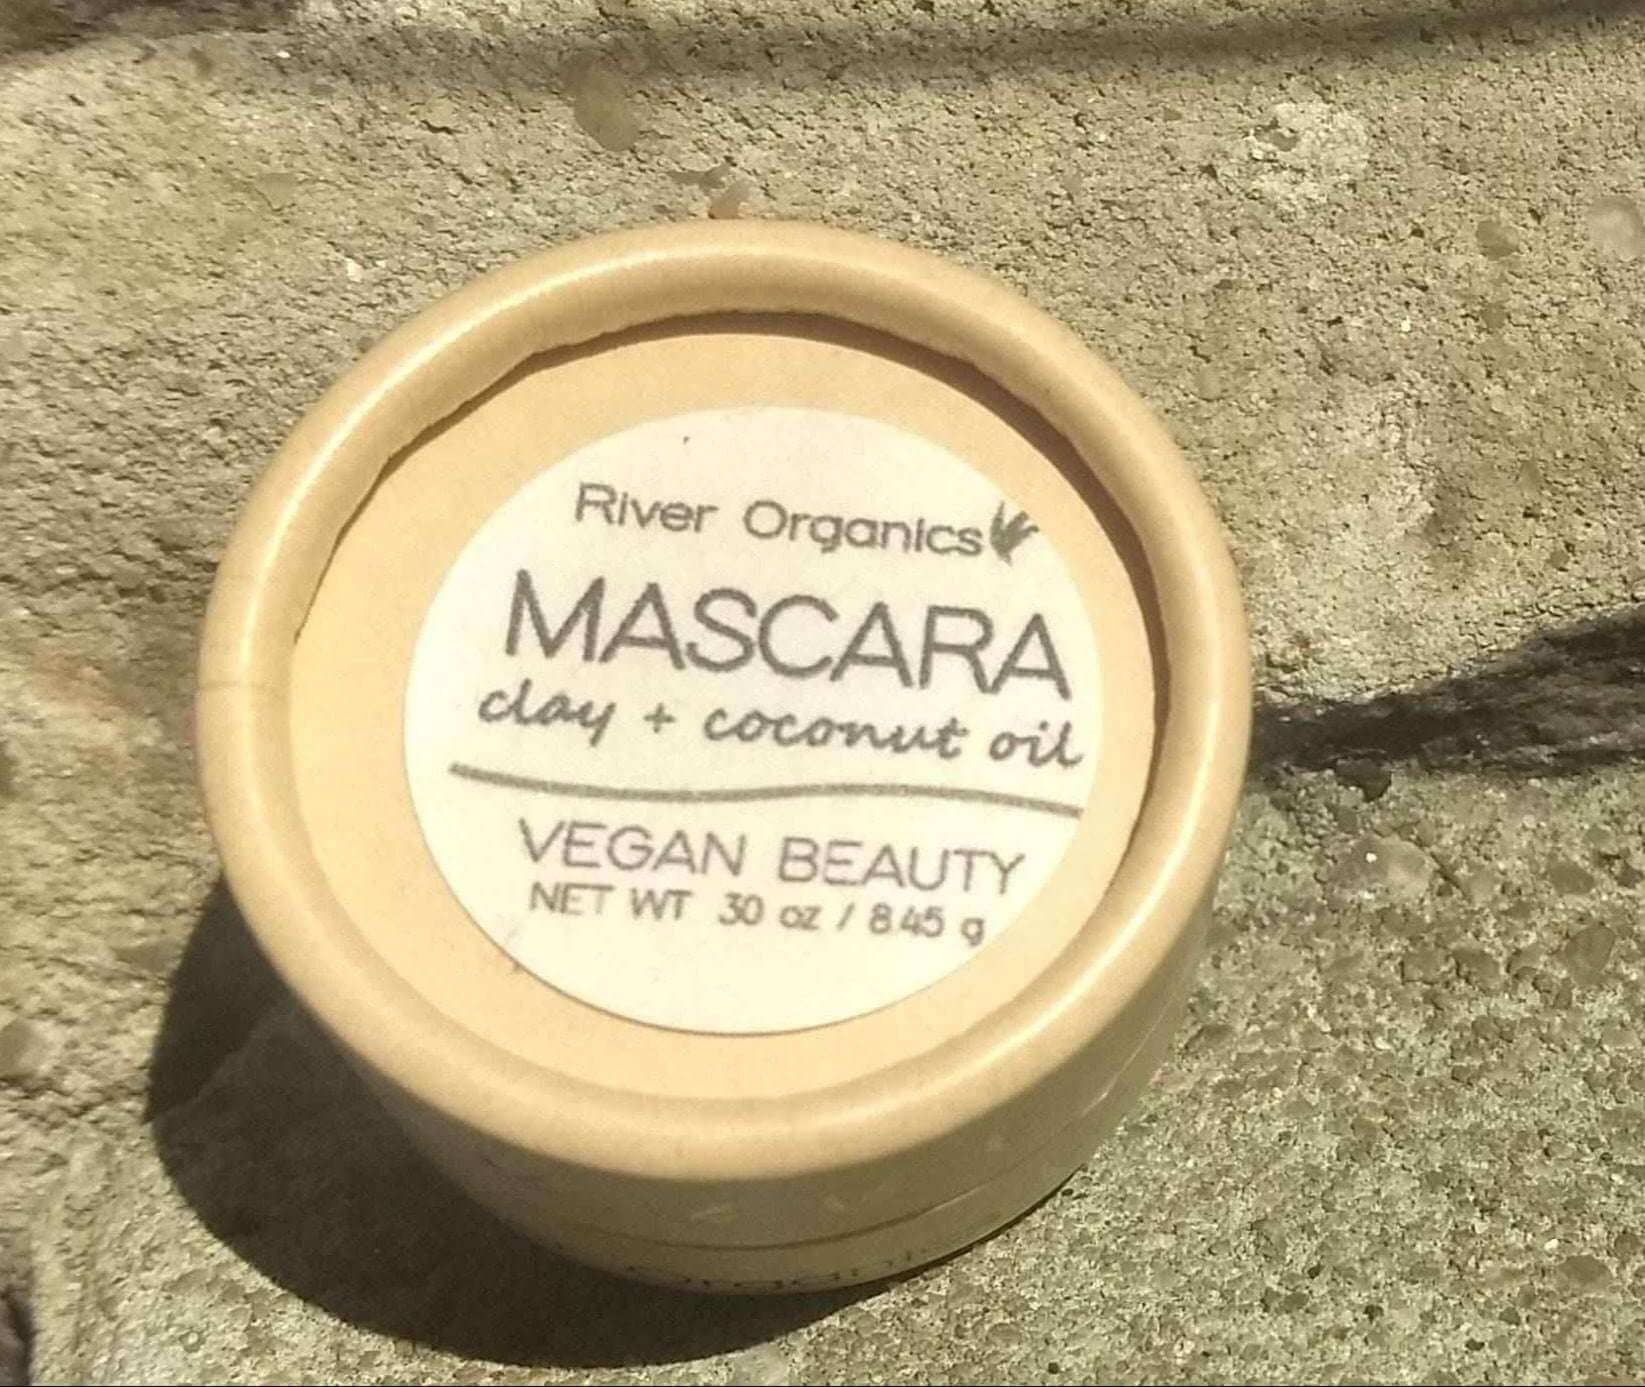 River Organics
MASCARA
clay + coconut oil
VEGAN BEAUTY
NET WT .30 oz / 8.45 g